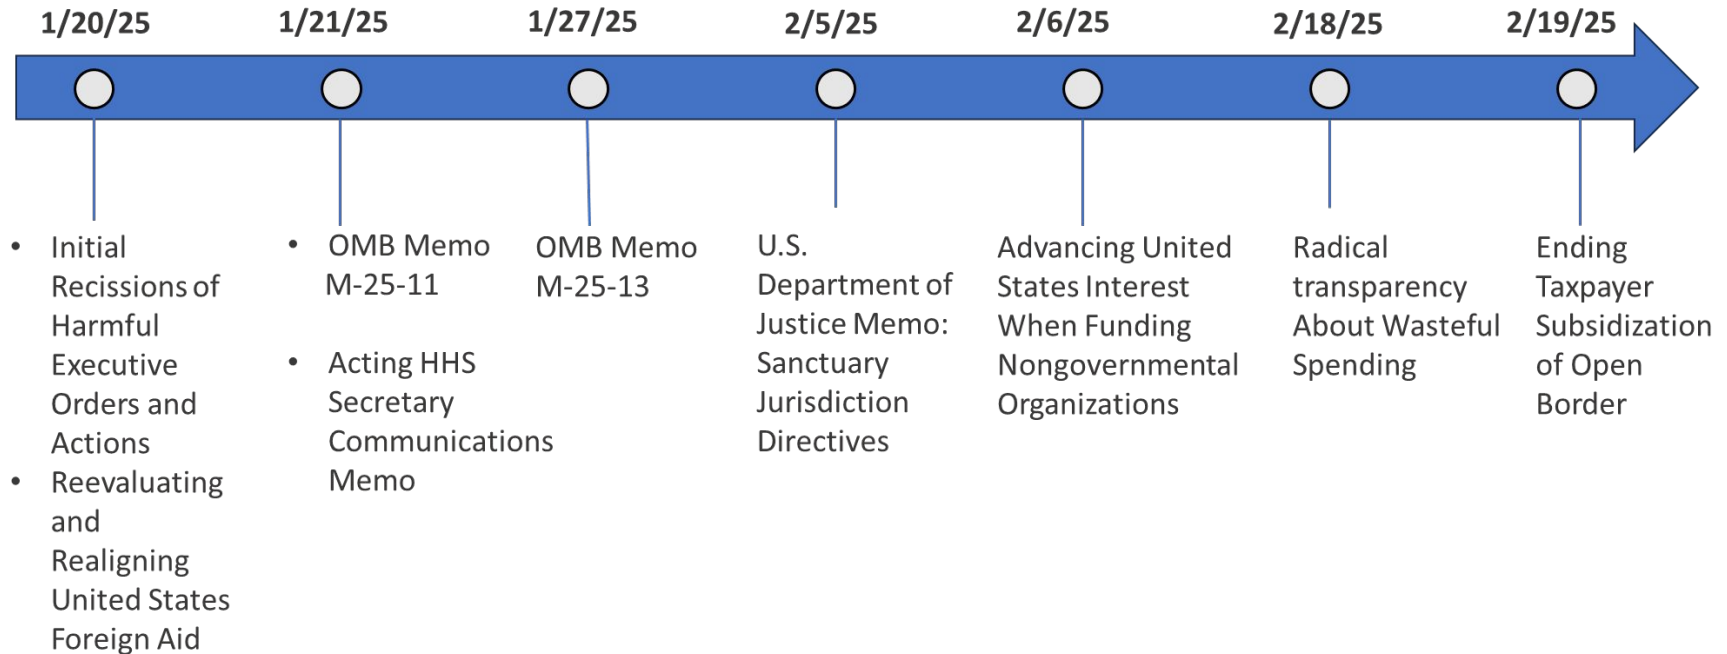 1/20/25
1/21/25
1/27/25
2/5/25
2/6/25
2/18/25
2/19/25
• Initial
Recissions of
Harmful
Executive
Orders and
Actions
• Reevaluating
and
Realigning
United States
Foreign Aid
• OMB Memo
M-25-11
• Acting HHS
Secretary
Communications
Memo
OMB Memo
M-25-13
U.S.
Department of
Justice Memo:
Sanctuary
Jurisdiction
Directives
Advancing United
States Interest
When Funding
Nongovernmental
Organizations
Radical
transparency
About Wasteful
Spending
Ending
Taxpayer
Subsidization
of Open
Border